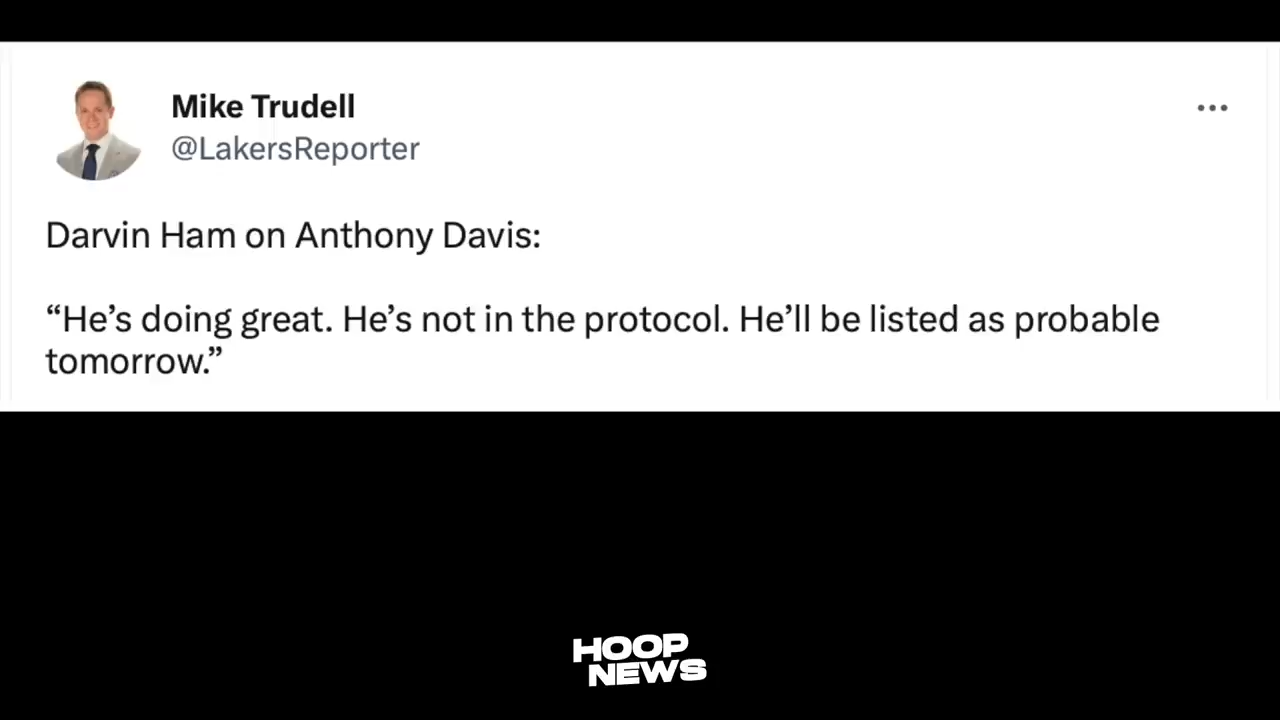 Mike Trudell
@LakersReporter
Darvin Ham on Anthony Davis:
“He’s doing great. He’s not in the protocol. He’ll be listed as probable
tomorrow.”
HOOP
NEWS